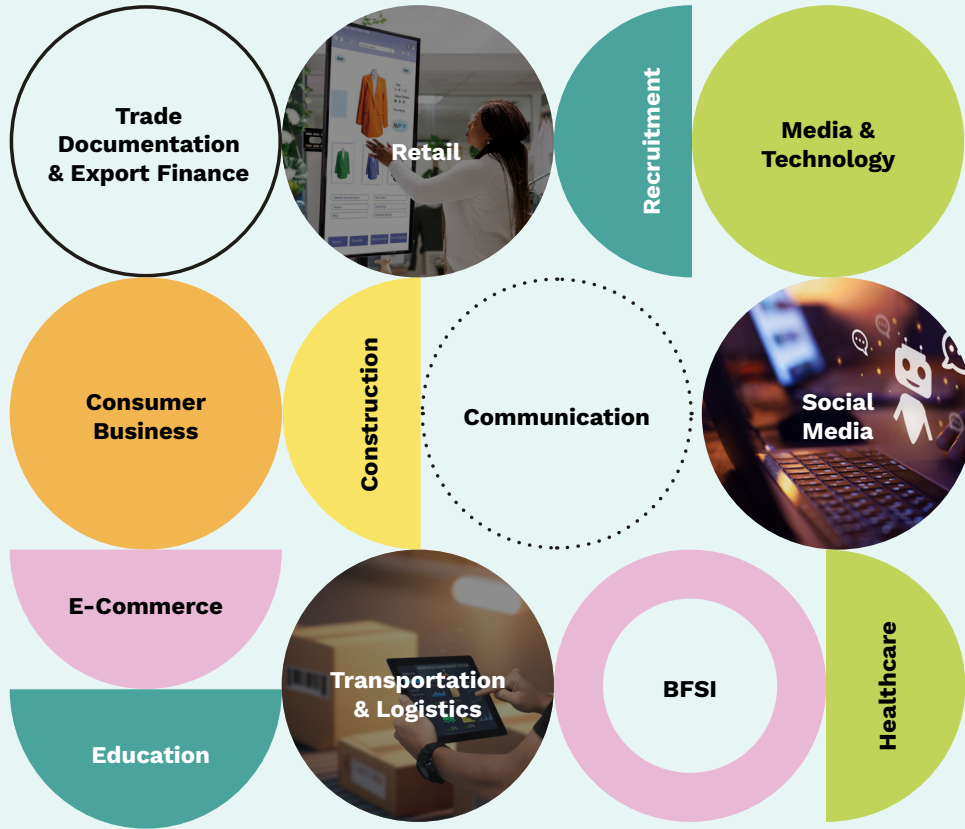 Trade
Documentation
& Export Finance
Retail
BUY
Recruitment
Media &
Technology
Consumer
Business
Construction
Communication
Social
Media
E-Commerce
Education
Transportation
& Logistics
BFSI
Healthcare